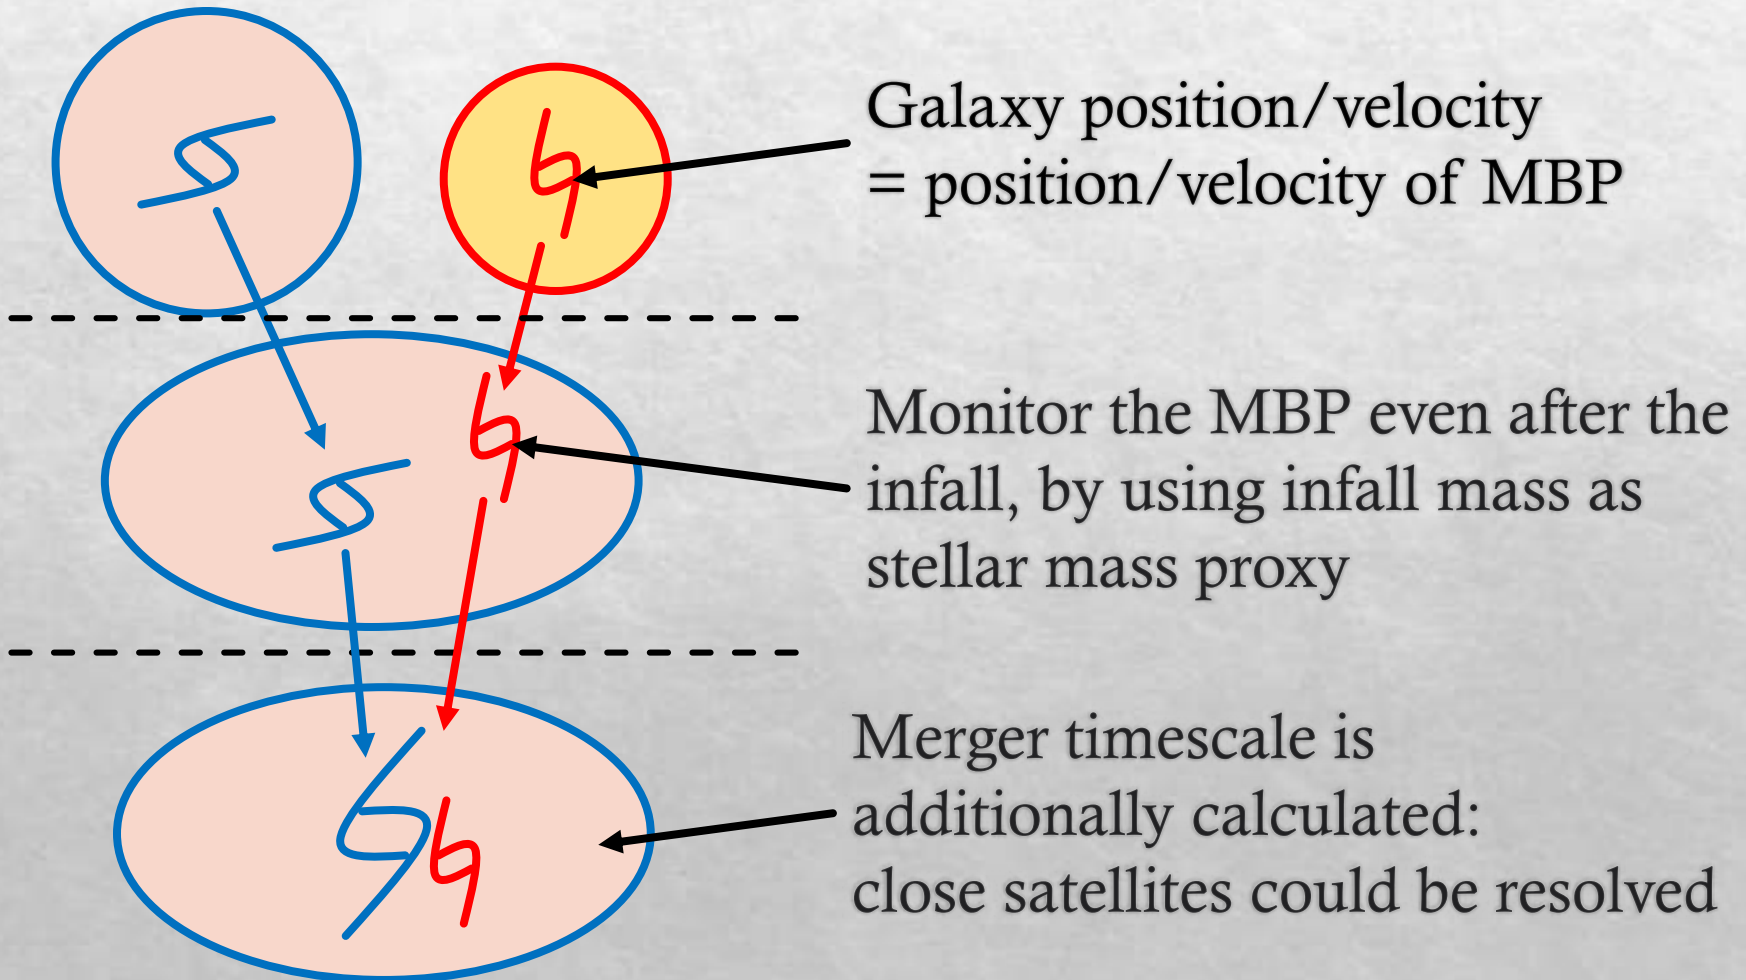 Galaxy position/velocity
= position/velocity of MBP
Monitor the MBP even after the
infall, by using infall mass as
stellar mass proxy
Merger timescale is
additionally calculated:
close satellites could be resolved